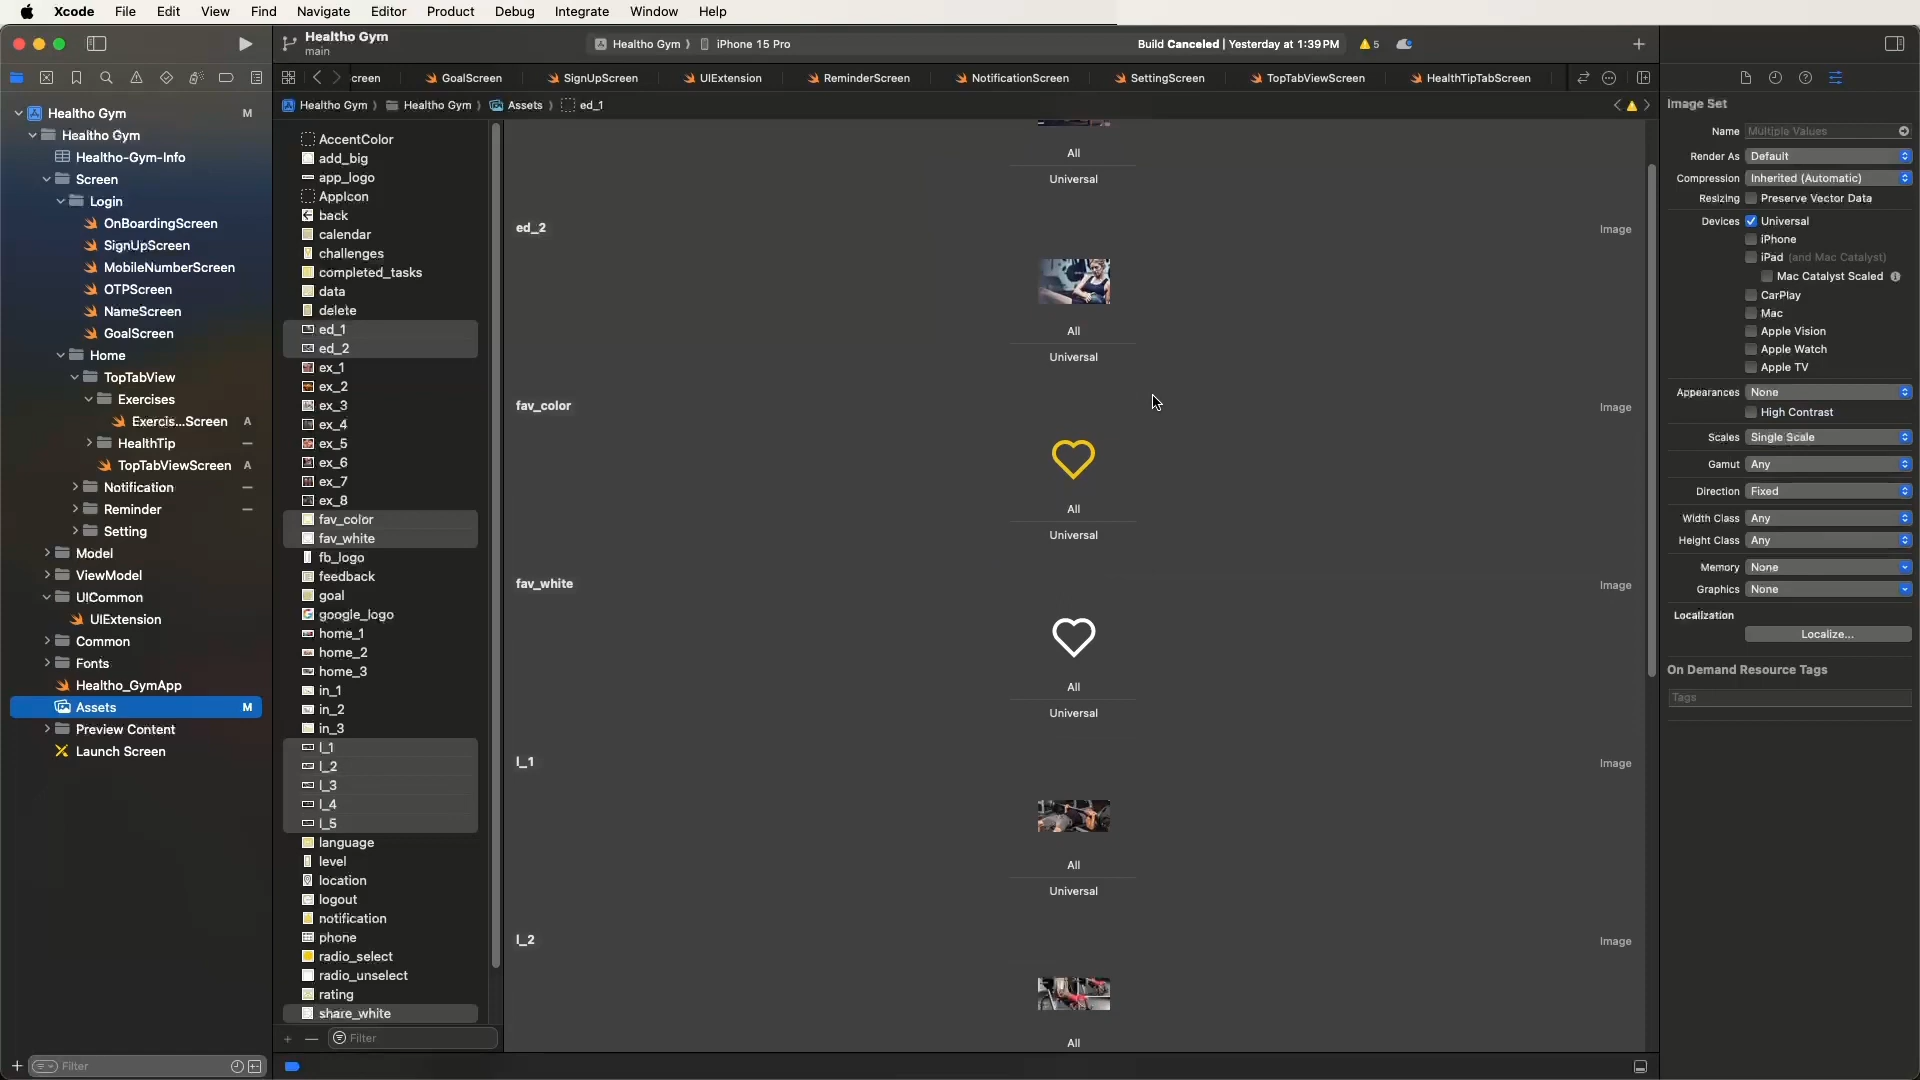 Xcode File Edit View Find Navigate Editor Product Debug Integrate Window Help
Healtho Gym
main
Healtho Gym iPhone 15 Pro
Build Canceled | Yesterday at 1:39 PM
5
creen GoalScreen SignUpScreen UIExtension ReminderScreen NotificationScreen SettingScreen TopTabViewScreen HealthTipTabScreen
Healtho Gym Healtho Gym Assets ed_1
Healtho Gym M
Healtho Gym
Healtho-Gym-Info
Screen
Login
OnBoardingScreen
SignUpScreen
MobileNumberScreen
OTPScreen
NameScreen
GoalScreen
Home
TopTabView
Exercises
Exercis...Screen A
HealthTip
TopTabViewScreen A
Notification
Reminder
Setting
Model
ViewModel
UICommon
UIExtension
Common
Fonts
Healtho_GymApp
Assets M
Preview Content
Launch Screen
Filter
AccentColor
add_big
app_logo
AppIcon
back
calendar
challenges
completed_tasks
data
delete
ed_1
ed_2
ex_1
ex_2
ex_3
ex_4
ex_5
ex_6
ex_7
ex_8
fav_color
fav_white
fb_logo
feedback
goal
google_logo
home_1
home_2
home_3
in_1
in_2
in_3
l_1
l_2
l_3
l_4
l_5
language
level
location
logout
notification
phone
radio_select
radio_unselect
rating
share_white
Filter
All
Universal
ed_2 Image
All
Universal
fav_color Image
All
Universal
fav_white Image
All
Universal
l_1 Image
All
Universal
l_2 Image
All
Image Set
Name Multiple Values
Render As Default
Compression Inherited (Automatic)
Resizing Preserve Vector Data
Devices Universal
iPhone
iPad (and Mac Catalyst)
Mac Catalyst Scaled
CarPlay
Mac
Apple Vision
Apple Watch
Apple TV
Appearances None
High Contrast
Scales Single Scale
Gamut Any
Direction Fixed
Width Class Any
Height Class Any
Memory None
Graphics None
Localization
Localize...
On Demand Resource Tags
Tags